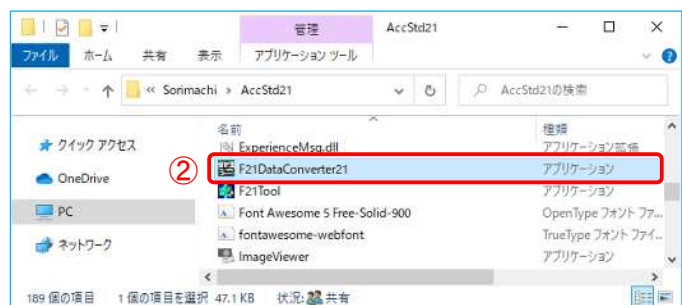 管理 AccStd21
ファイル ホーム 共有 表示 アプリケーション ツール
« Sorimachi › AccStd21 AccStd21の検索
名前 種類
クイック アクセス
OneDrive
PC
ネットワーク
ExperienceMsg.dll アプリケーション拡張
② F21DataConverter21 アプリケーション
F21Tool アプリケーション
Font Awesome 5 Free-Solid-900 OpenType フォント ファ...
fontawesome-webfont TrueType フォント ファイ...
ImageViewer アプリケーション
189 個の項目 1 個の項目を選択 47.1 KB 状況: 共有